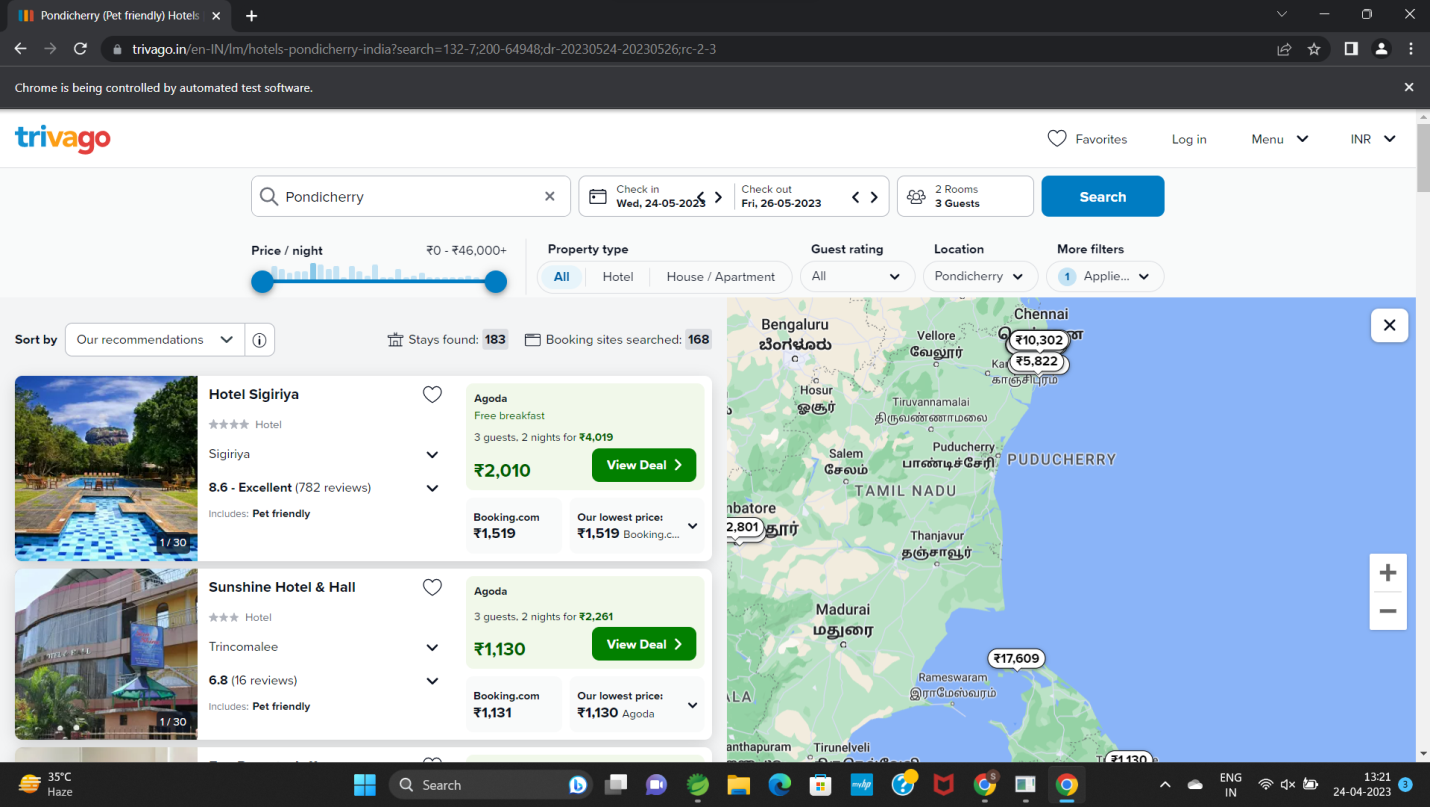 Pondicherry (Pet friendly) Hotels
trivago.in/en-IN/lm/hotels-pondicherry-india?search=132-7;200-64948;dr-20230524-20230526;rc-2-3
Chrome is being controlled by automated test software.
trivago
Favorites
Log in
Menu
INR
Pondicherry
Check in
Wed, 24-05-2023
Check out
Fri, 26-05-2023
2 Rooms
3 Guests
Search
Price / night
₹0 - ₹46,000+
Property type
All
Hotel
House / Apartment
Guest rating
All
Location
Pondicherry
More filters
1 Applie...
Sort by
Our recommendations
Stays found: 183
Booking sites searched: 168
Hotel Sigiriya
Hotel
Sigiriya
8.6 - Excellent (782 reviews)
Includes: Pet friendly
1 / 30
Agoda
Free breakfast
3 guests, 2 nights for ₹4,019
₹2,010
View Deal
Booking.com
₹1,519
Our lowest price:
₹1,519 Booking.c...
Sunshine Hotel & Hall
Hotel
Trincomalee
6.8 (16 reviews)
Includes: Pet friendly
1 / 30
Agoda
3 guests, 2 nights for ₹2,261
₹1,130
View Deal
Booking.com
₹1,131
Our lowest price:
₹1,130 Agoda
Chennai
₹10,302
₹5,822
காஞ்சிபுரம்
Bengaluru
ಬೆಂಗಳೂರು
Vellore
வேலூர்
Hosur
ஓசூர்
Tiruvannamalai
திருவண்ணாமலை
Puducherry
பாண்டிச்சேரி
PUDUCHERRY
Salem
சேலம்
TAMIL NADU
2,801
Thanjavur
தஞ்சாவூர்
Madurai
மதுரை
₹17,609
Rameswaram
இராமேஸ்வரம்
Tirunelveli
₹1,130
35°C
Haze
Search
ENG
IN
13:21
24-04-2023
3